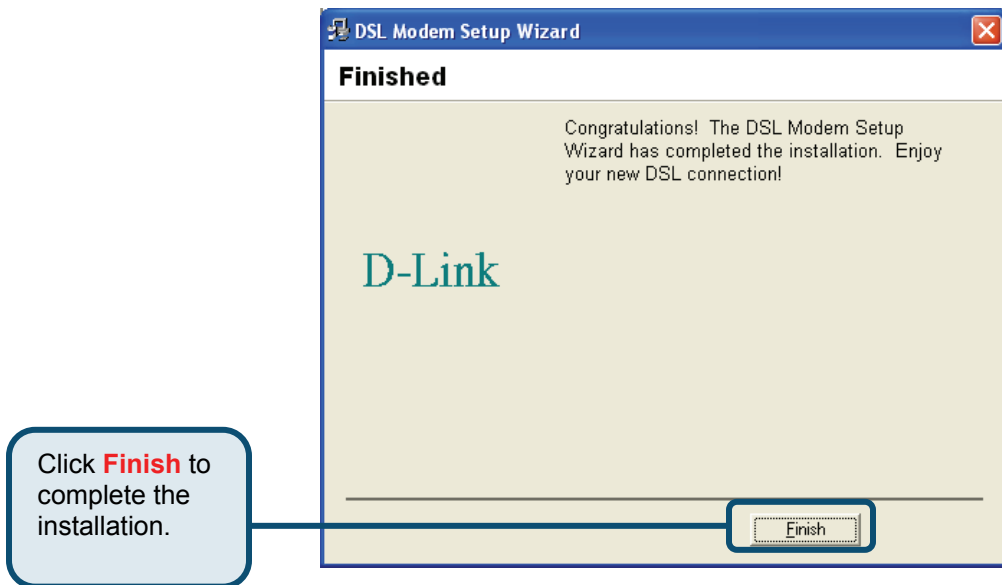 DSL Modem Setup Wizard
Finished
Congratulations! The DSL Modem Setup
Wizard has completed the installation. Enjoy
your new DSL connection!
D-Link
Click Finish to
complete the
installation.
Finish